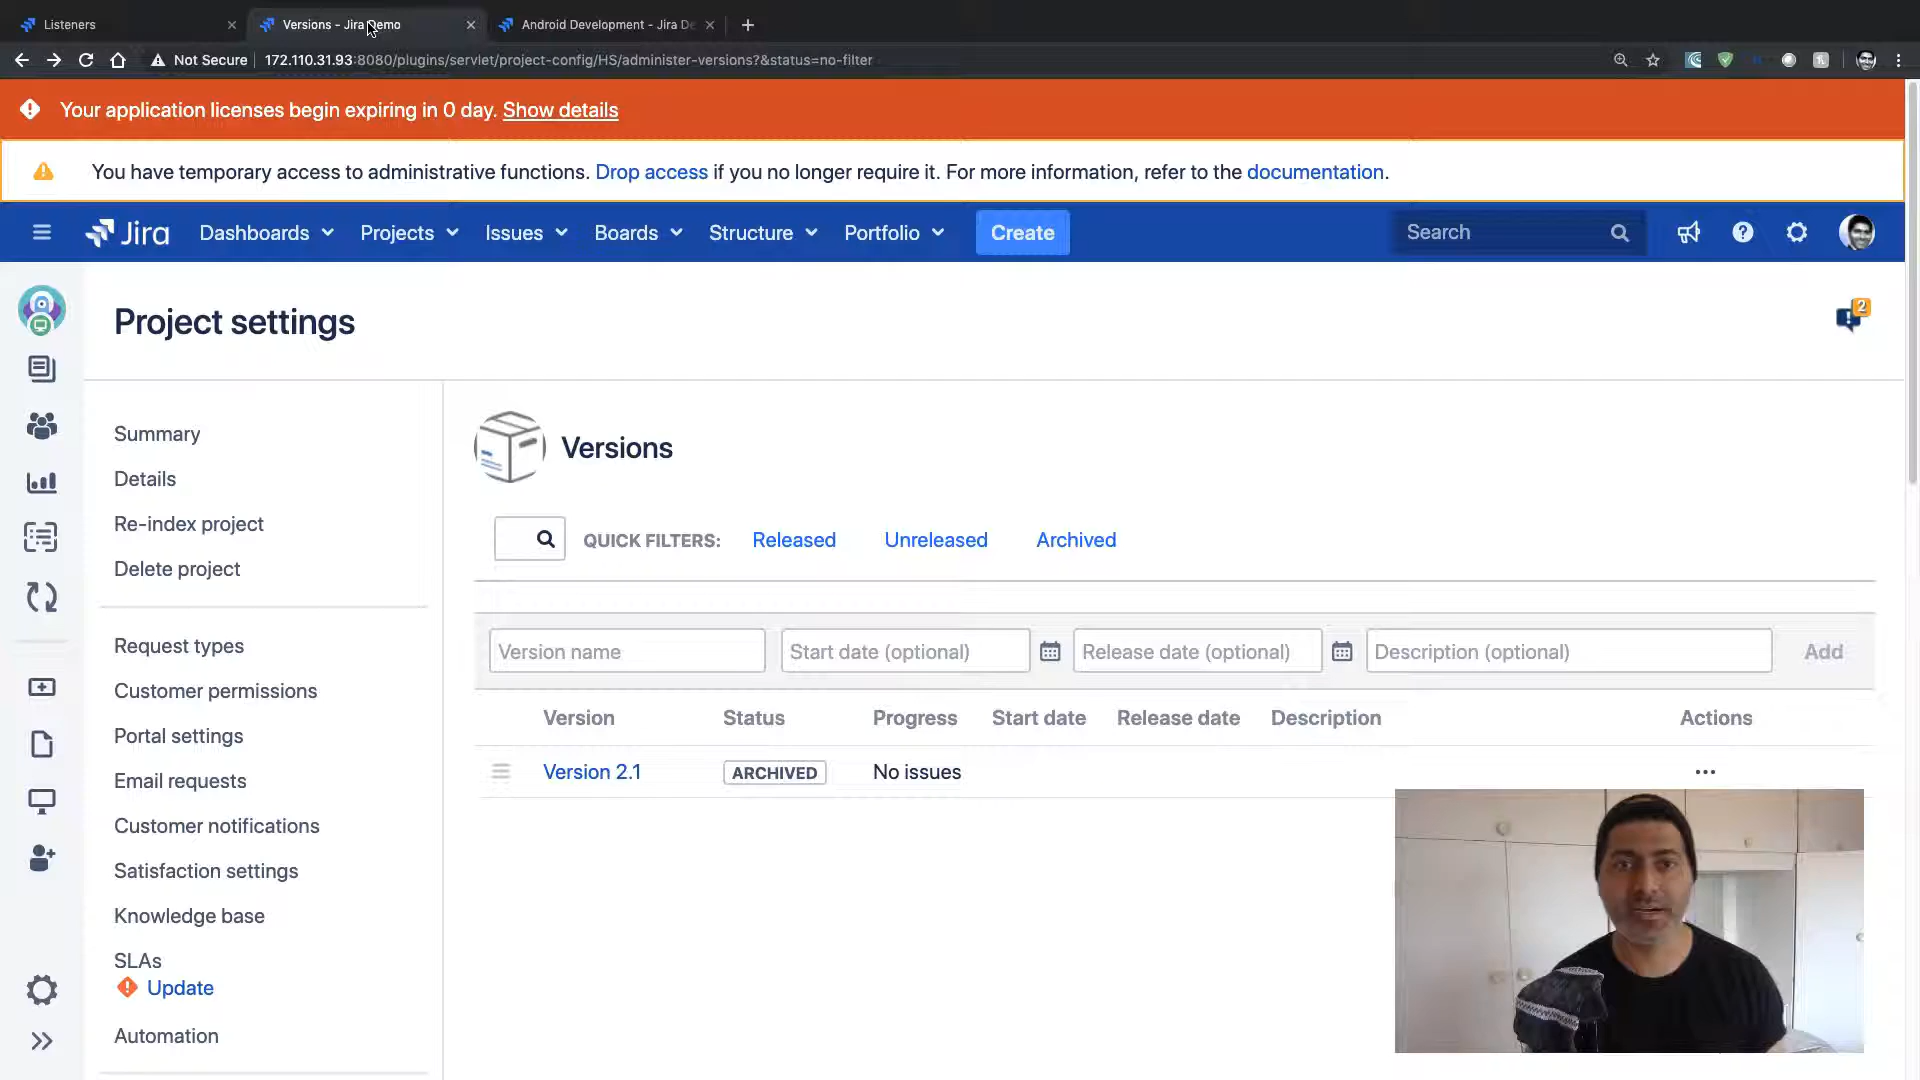 Listeners
Versions - Jira Demo
Android Development - Jira De
Not Secure
172.110.31.93:8080/plugins/servlet/project-config/HS/administer-versions?&status=no-filter
Your application licenses begin expiring in 0 day. Show details
You have temporary access to administrative functions. Drop access if you no longer require it. For more information, refer to the documentation.
Jira
Dashboards
Projects
Issues
Boards
Structure
Portfolio
Create
Search
Project settings
2
Summary
Details
Re-index project
Delete project
Request types
Customer permissions
Portal settings
Email requests
Customer notifications
Satisfaction settings
Knowledge base
SLAs
Update
Automation
Versions
QUICK FILTERS: Released Unreleased Archived
Version name
Start date (optional)
Release date (optional)
Description (optional)
Add
Version Status Progress Start date Release date Description Actions
Version 2.1 ARCHIVED No issues